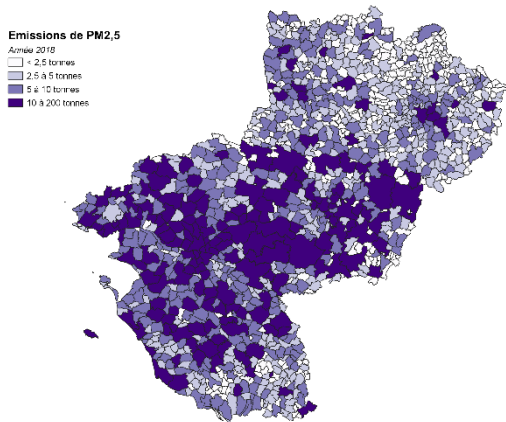 Emissions de PM2,5
Année 2018
< 2,5 tonnes
2,5 à 5 tonnes
5 à 10 tonnes
10 à 200 tonnes